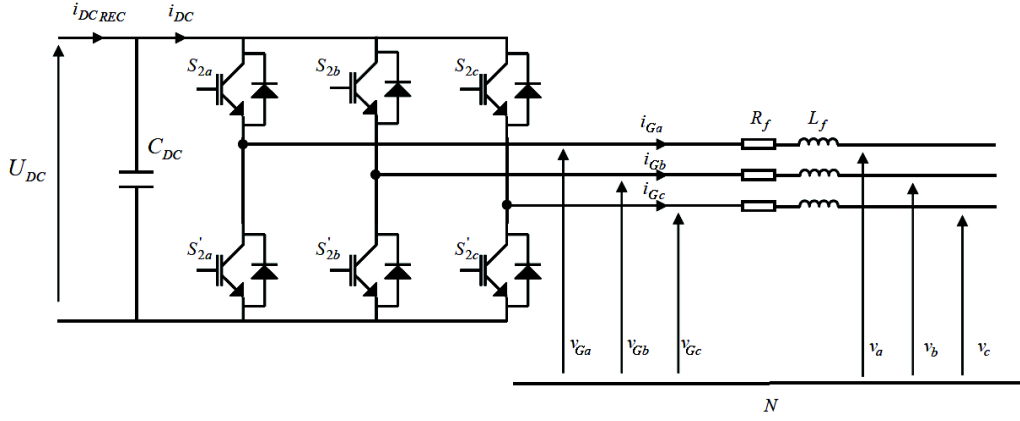 i_DC REC i_DC
S_2a S_2b S_2c
i_Ga R_f L_f
C_DC
U_DC
i_Gb
i_Gc
S'_2a S'_2b S'_2c
v_Ga v_Gb v_Gc v_a v_b v_c
N